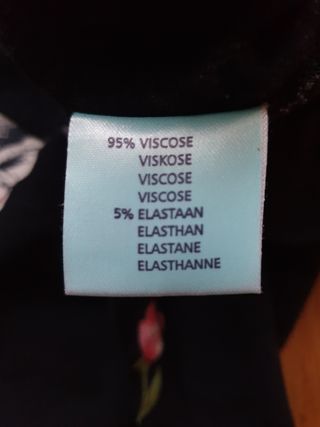 95% VISCOSE
VISKOSE
VISCOSE
VISCOSE
5% ELASTAAN
ELASTHAN
ELASTANE
ELASTHANNE